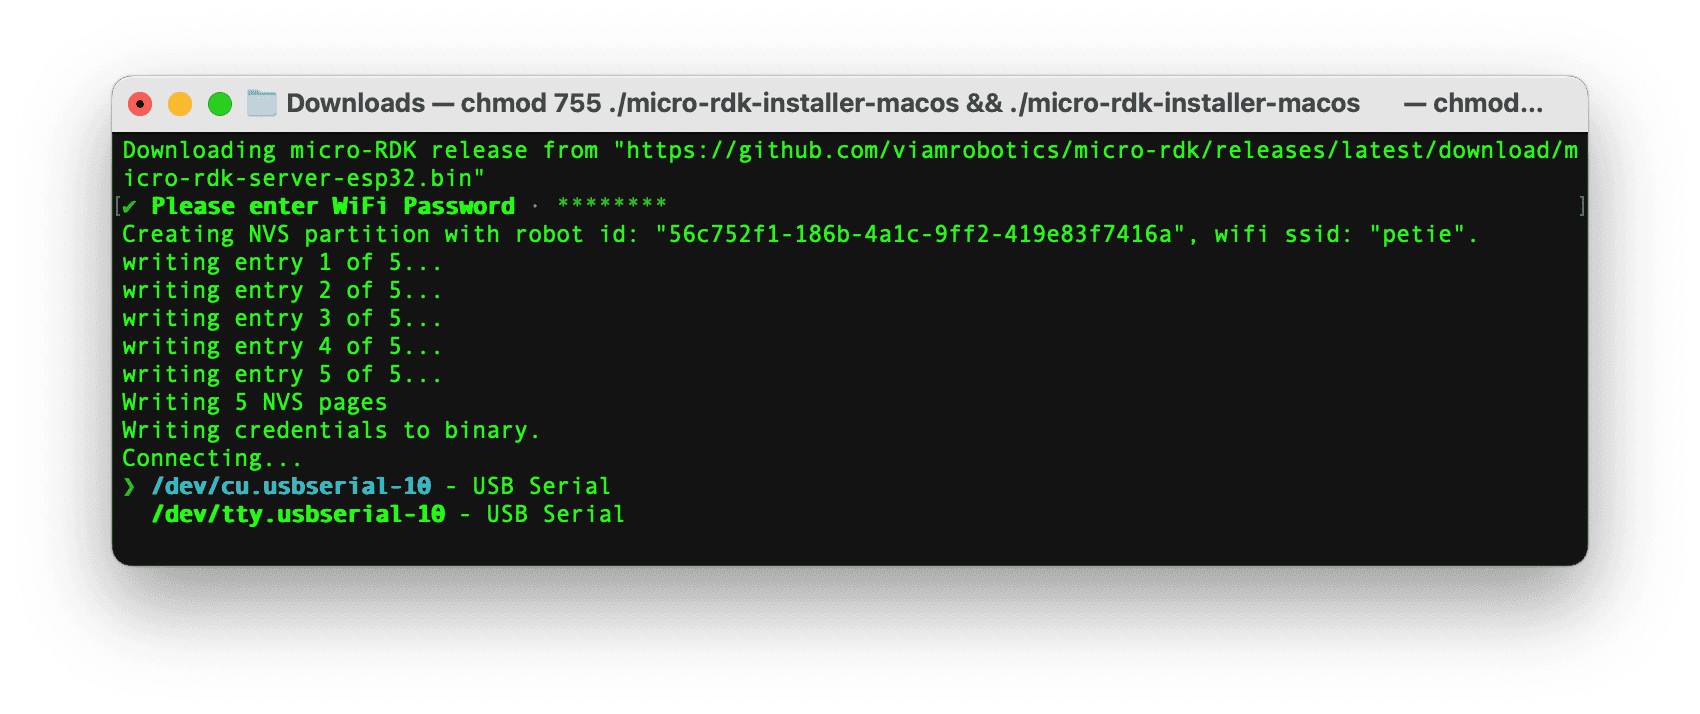 Downloads — chmod 755 ./micro-rdk-installer-macos && ./micro-rdk-installer-macos — chmod...
Downloading micro-RDK release from "https://github.com/viamrobotics/micro-rdk/releases/latest/download/m
icro-rdk-server-esp32.bin"
[✔ Please enter WiFi Password · ******** ]
Creating NVS partition with robot id: "56c752f1-186b-4a1c-9ff2-419e83f7416a", wifi ssid: "petie".
writing entry 1 of 5...
writing entry 2 of 5...
writing entry 3 of 5...
writing entry 4 of 5...
writing entry 5 of 5...
Writing 5 NVS pages
Writing credentials to binary.
Connecting...
❯ /dev/cu.usbserial-10 - USB Serial
/dev/tty.usbserial-10 - USB Serial